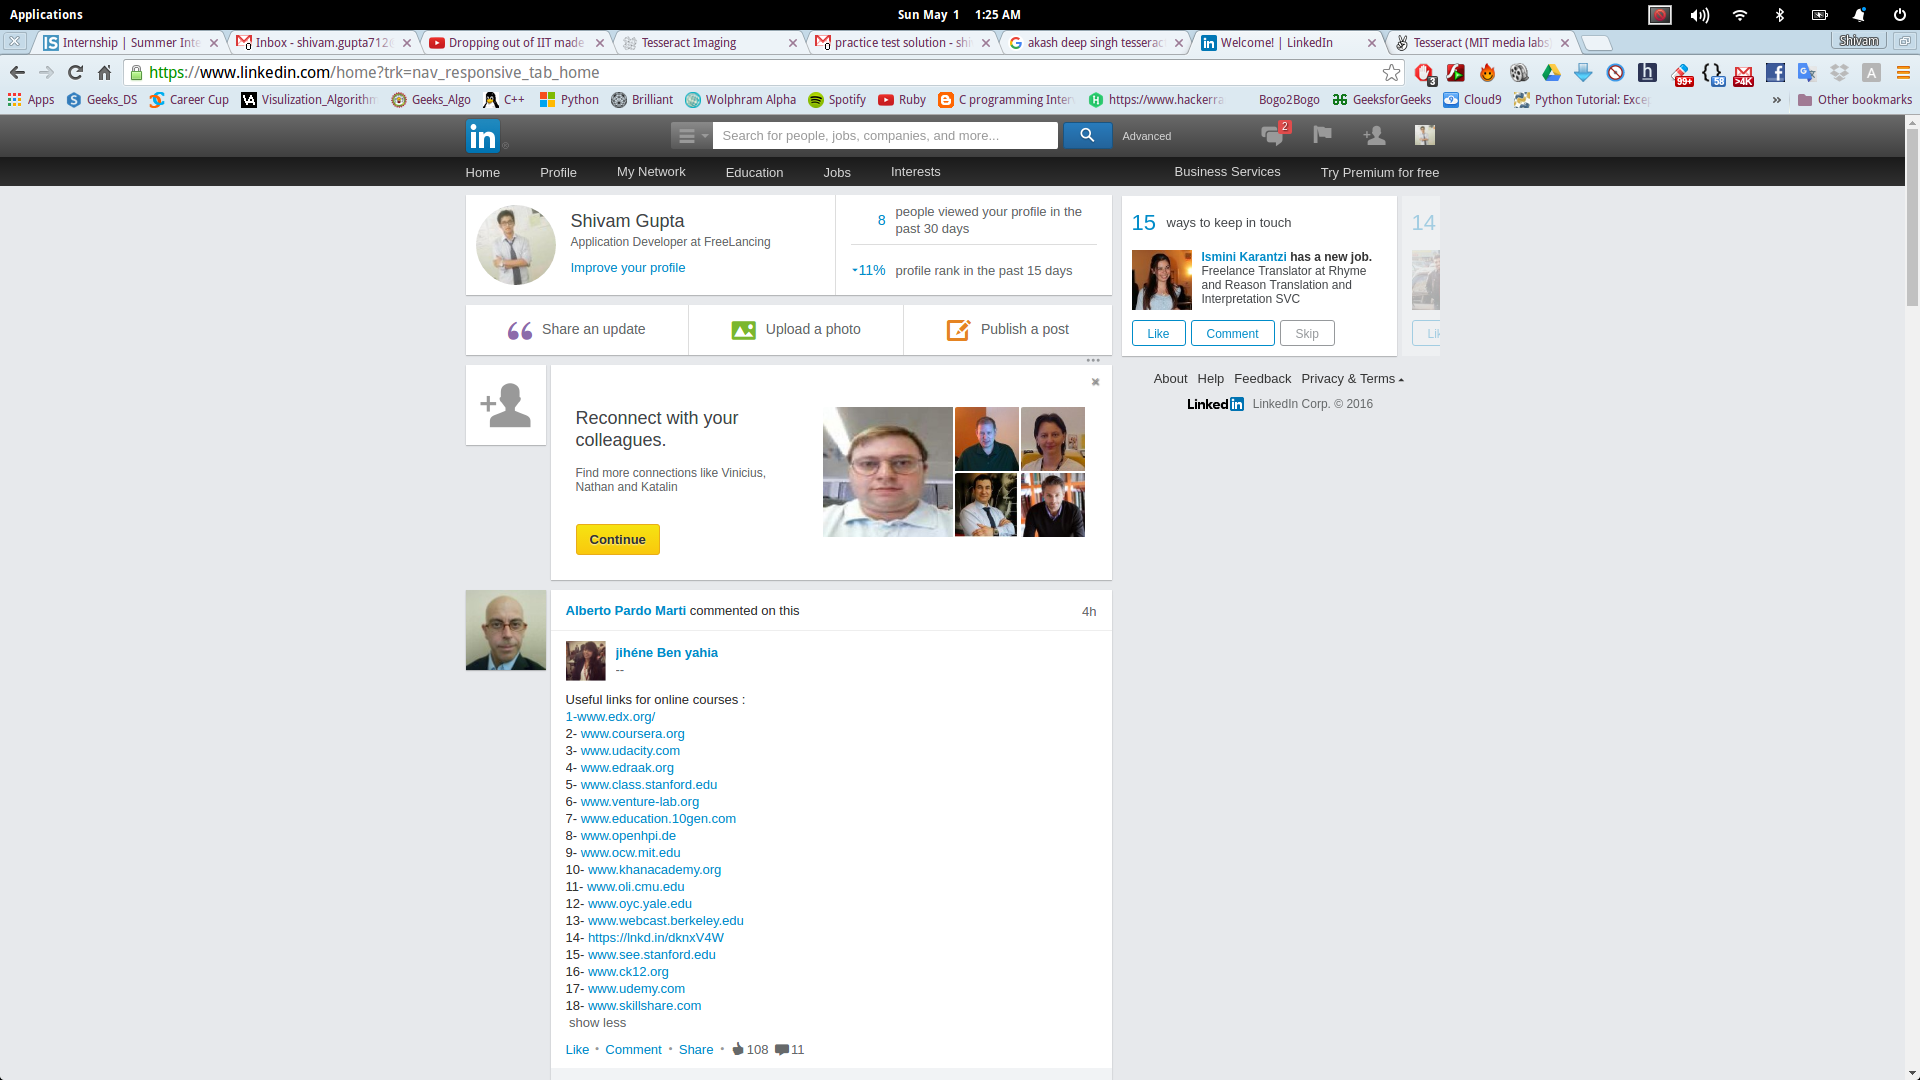 Applications
Sun May 1 1:25 AM
Internship | Summer Inte
Inbox - shivam.gupta712@
Dropping out of IIT made
Tesseract Imaging
practice test solution - shi
akash deep singh tesserac
Welcome! | LinkedIn
Tesseract (MIT media labs)
Shivam
https://www.linkedin.com/home?trk=nav_responsive_tab_home
3
99+
58
>4K
Apps
Geeks_DS
Career Cup
Visulization_Algorithm
Geeks_Algo
C++
Python
Brilliant
Wolphram Alpha
Spotify
Ruby
C programming Inter
https://www.hackerra
Bogo2Bogo
GeeksforGeeks
Cloud9
Python Tutorial: Excep
»
Other bookmarks
in
Search for people, jobs, companies, and more...
Advanced
2
Home
Profile
My Network
Education
Jobs
Interests
Business Services
Try Premium for free
Shivam Gupta
Application Developer at FreeLancing
Improve your profile
8 people viewed your profile in the
past 30 days
11% profile rank in the past 15 days
15 ways to keep in touch
14
Ismini Karantzi has a new job.
Freelance Translator at Rhyme
and Reason Translation and
Interpretation SVC
Like
Comment
Skip
Lik
Share an update
Upload a photo
Publish a post
About Help Feedback Privacy & Terms
Linked in LinkedIn Corp. © 2016
Reconnect with your
colleagues.
Find more connections like Vinicius,
Nathan and Katalin
Continue
Alberto Pardo Marti commented on this
4h
jihéne Ben yahia
--
Useful links for online courses :
1-www.edx.org/
2- www.coursera.org
3- www.udacity.com
4- www.edraak.org
5- www.class.stanford.edu
6- www.venture-lab.org
7- www.education.10gen.com
8- www.openhpi.de
9- www.ocw.mit.edu
10- www.khanacademy.org
11- www.oli.cmu.edu
12- www.oyc.yale.edu
13- www.webcast.berkeley.edu
14- https://lnkd.in/dknxV4W
15- www.see.stanford.edu
16- www.ck12.org
17- www.udemy.com
18- www.skillshare.com
show less
Like • Comment • Share • 108 11